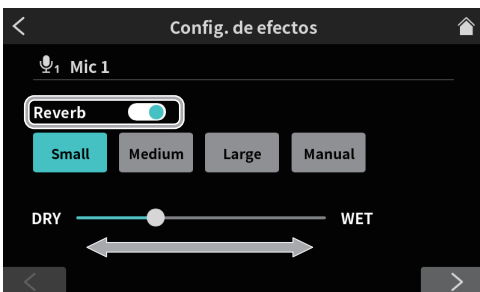 Config. de efectos
1 Mic 1
Reverb
Small Medium Large Manual
DRY WET